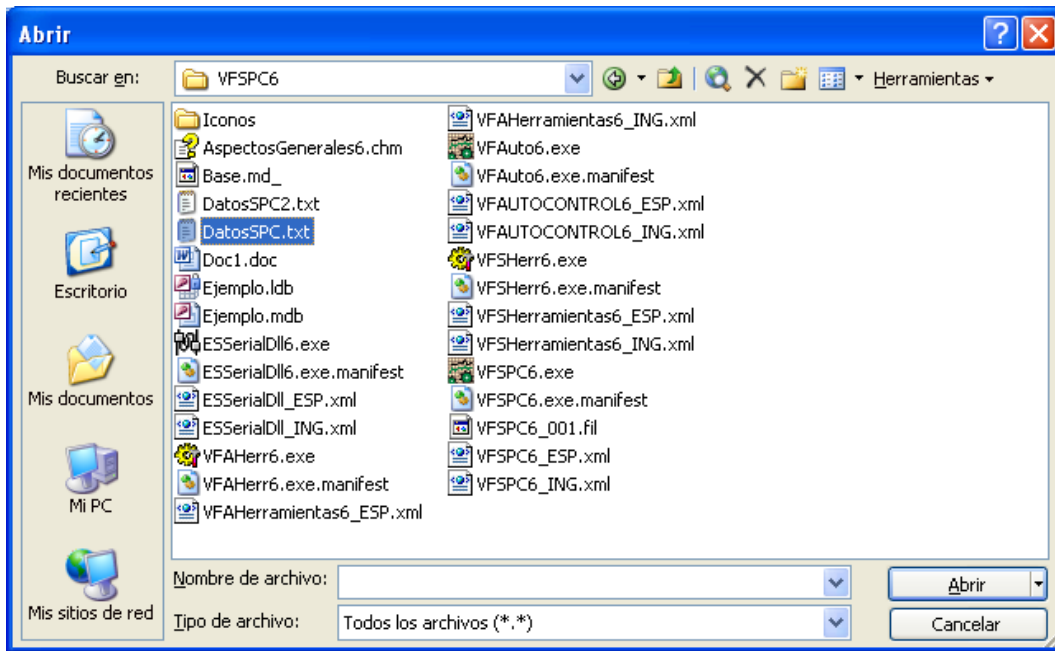 Abrir
Buscar en:
VFSPC6
Herramientas
Mis documentos
recientes
Escritorio
Mis documentos
Mi PC
Mis sitios de red
Iconos
AspectosGenerales6.chm
Base.md_
DatosSPC2.txt
DatosSPC.txt
Doc1.doc
Ejemplo.ldb
Ejemplo.mdb
ESSerialDll6.exe
ESSerialDll6.exe.manifest
ESSerialDll_ESP.xml
ESSerialDll_ING.xml
VFAHerr6.exe
VFAHerr6.exe.manifest
VFAHerramientas6_ESP.xml
VFAHerramientas6_ING.xml
VFAuto6.exe
VFAuto6.exe.manifest
VFAUTOCONTROL6_ESP.xml
VFAUTOCONTROL6_ING.xml
VFSHerr6.exe
VFSHerr6.exe.manifest
VFSHerramientas6_ESP.xml
VFSHerramientas6_ING.xml
VFSPC6.exe
VFSPC6.exe.manifest
VFSPC6_001.fil
VFSPC6_ESP.xml
VFSPC6_ING.xml
Nombre de archivo:
Abrir
Tipo de archivo:
Todos los archivos (*.*)
Cancelar